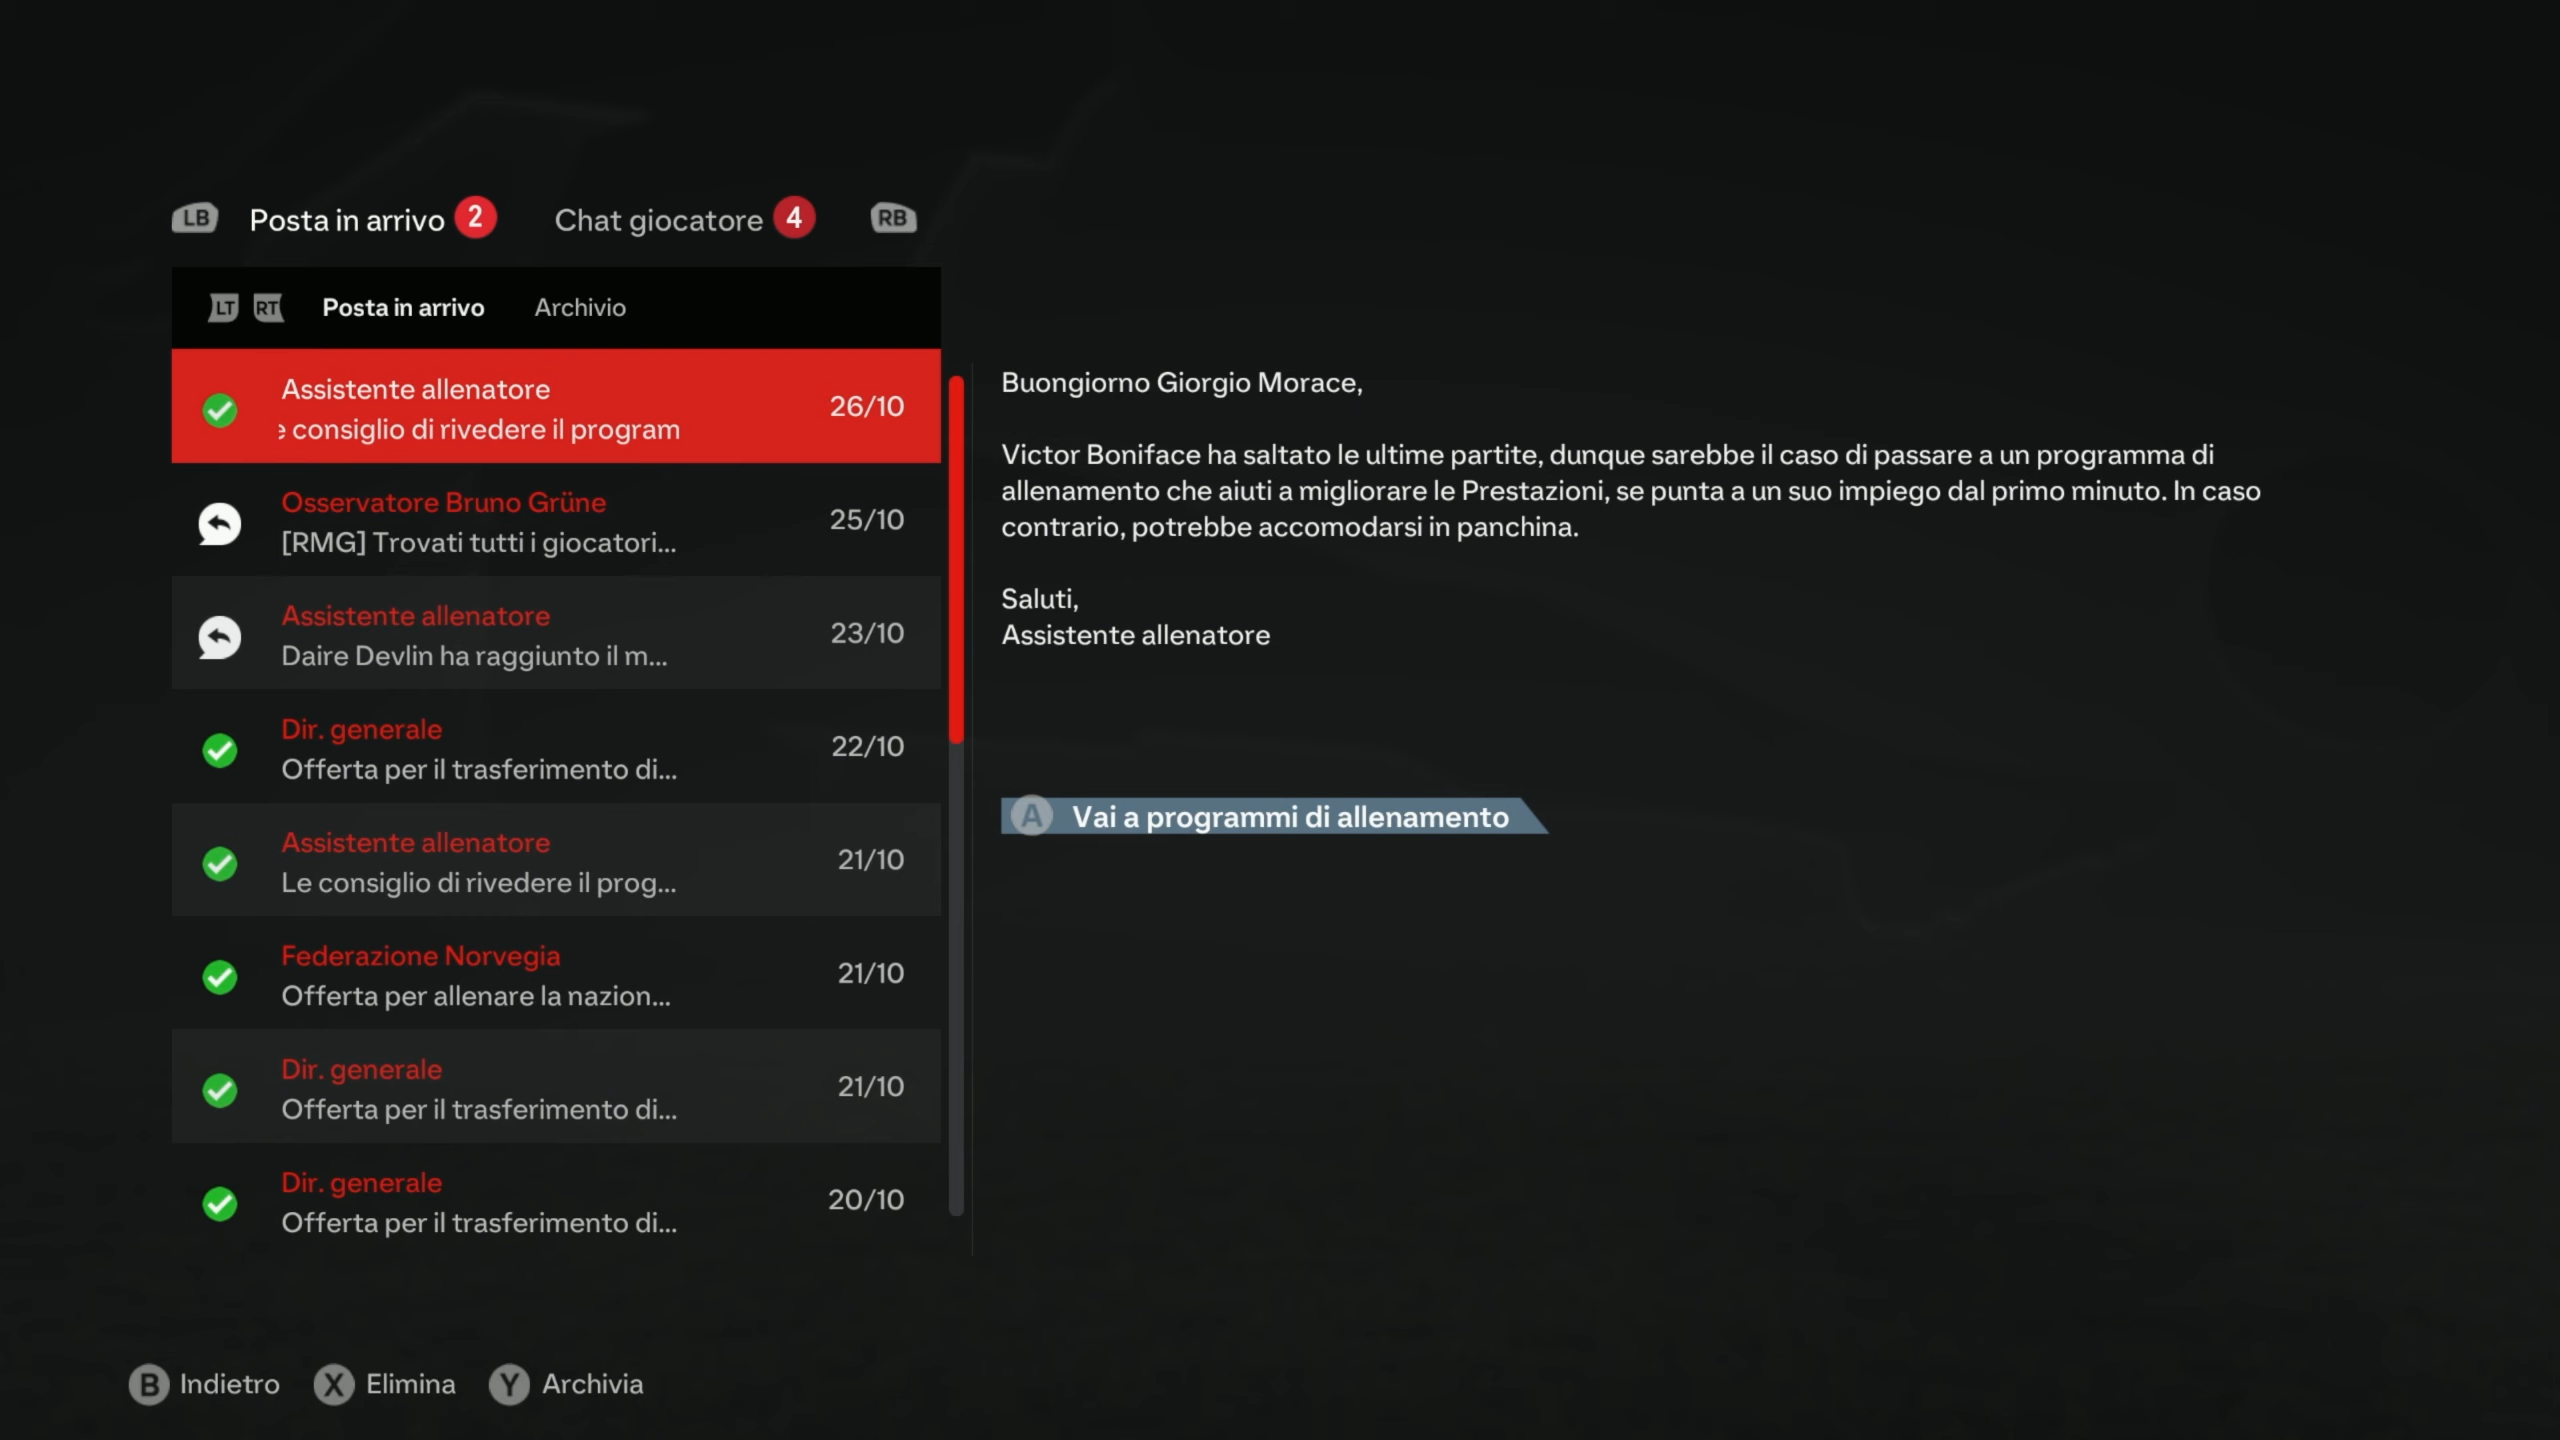 LB Posta in arrivo 2 Chat giocatore 4 RB
LT RT Posta in arrivo Archivio
Assistente allenatore
26/10
e consiglio di rivedere il program
Osservatore Bruno Grüne
25/10
[RMG] Trovati tutti i giocatori...
Assistente allenatore
23/10
Daire Devlin ha raggiunto il m...
Dir. generale
22/10
Offerta per il trasferimento di...
Assistente allenatore
21/10
Le consiglio di rivedere il prog...
Federazione Norvegia
21/10
Offerta per allenare la nazion...
Dir. generale
21/10
Offerta per il trasferimento di...
Dir. generale
20/10
Offerta per il trasferimento di...
Buongiorno Giorgio Morace,
Victor Boniface ha saltato le ultime partite, dunque sarebbe il caso di passare a un programma di
allenamento che aiuti a migliorare le Prestazioni, se punta a un suo impiego dal primo minuto. In caso
contrario, potrebbe accomodarsi in panchina.
Saluti,
Assistente allenatore
A Vai a programmi di allenamento
B Indietro X Elimina Y Archivia